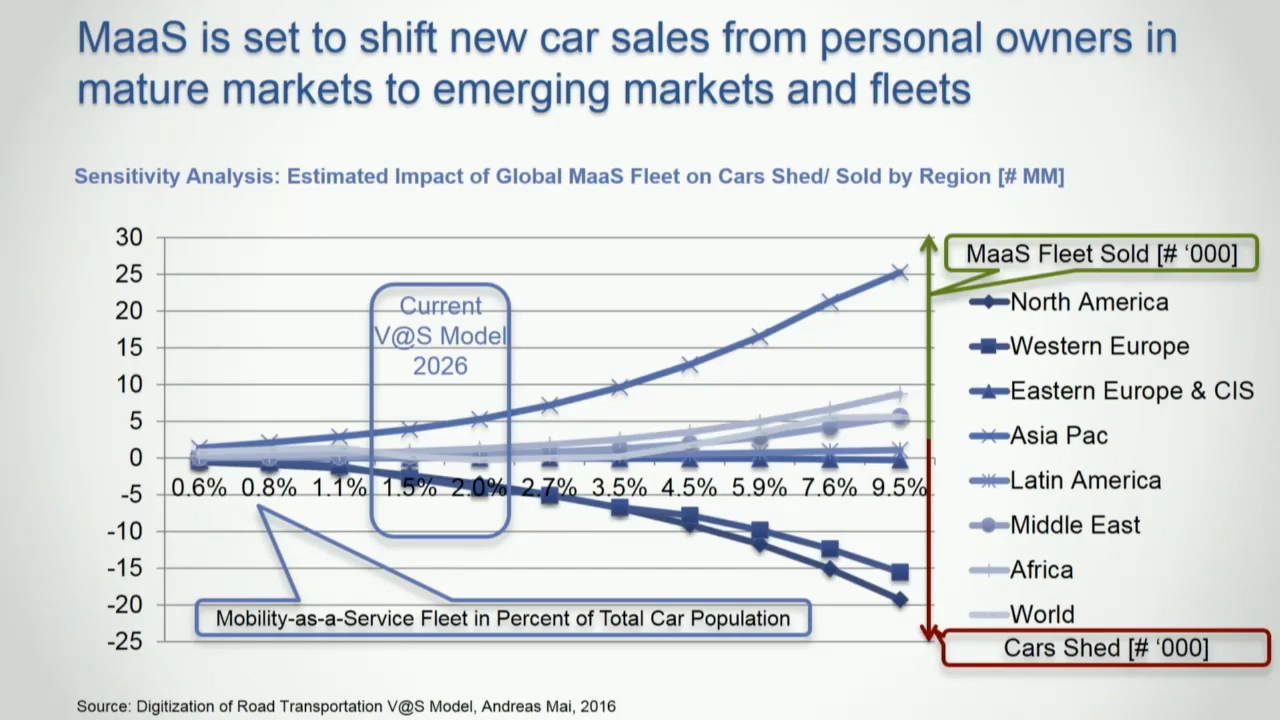 MaaS is set to shift new car sales from personal owners in
mature markets to emerging markets and fleets
Sensitivity Analysis: Estimated Impact of Global MaaS Fleet on Cars Shed/ Sold by Region [# MM]
30
25
20
15
10
5
0
-5
-10
-15
-20
-25
Current
V@S Model
2026
0.6% 0.8% 1.1% 1.5% 2.0% 2.7% 3.5% 4.5% 5.9% 7.6% 9.5%
Mobility-as-a-Service Fleet in Percent of Total Car Population
MaaS Fleet Sold [# ‘000]
North America
Western Europe
Eastern Europe & CIS
Asia Pac
Latin America
Middle East
Africa
World
Cars Shed [# ‘000]
Source: Digitization of Road Transportation V@S Model, Andreas Mai, 2016